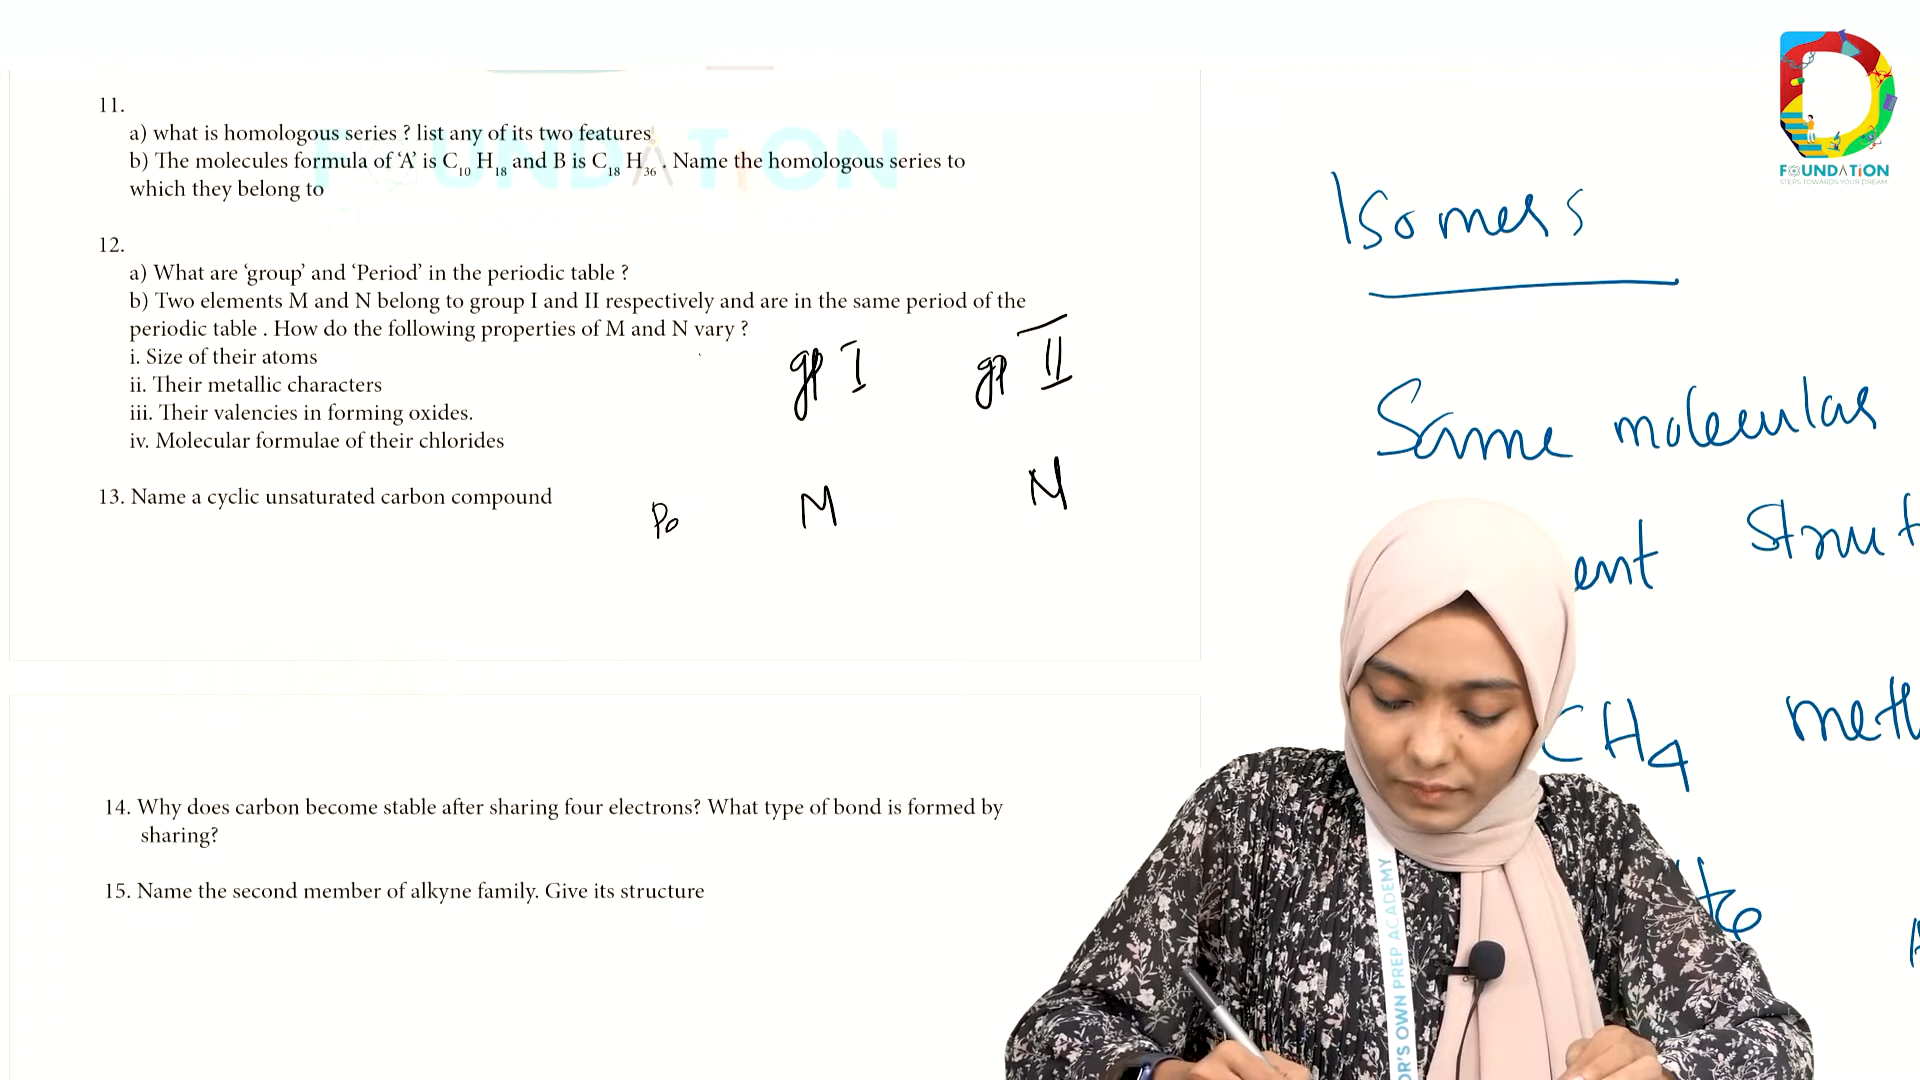 11.
a) what is homologous series ? list any of its two features
b) The molecules formula of ‘A’ is C10 H18 and B is C18 H36 . Name the homologous series to
which they belong to
12.
a) What are ‘group’ and ‘Period’ in the periodic table ?
b) Two elements M and N belong to group I and II respectively and are in the same period of the
periodic table . How do the following properties of M and N vary ?
i. Size of their atoms
ii. Their metallic characters
iii. Their valencies in forming oxides.
iv. Molecular formulae of their chlorides
gp I gp II
13. Name a cyclic unsaturated carbon compound
Po M N
14. Why does carbon become stable after sharing four electrons? What type of bond is formed by
sharing?
15. Name the second member of alkyne family. Give its structure
FOUNDATION
FOUNDATiON
STEPS TOWARDS YOUR DREAM
Isomers
Same molecular
ent Struct
CH4 meth
OR'S OWN PREP ACADEMY